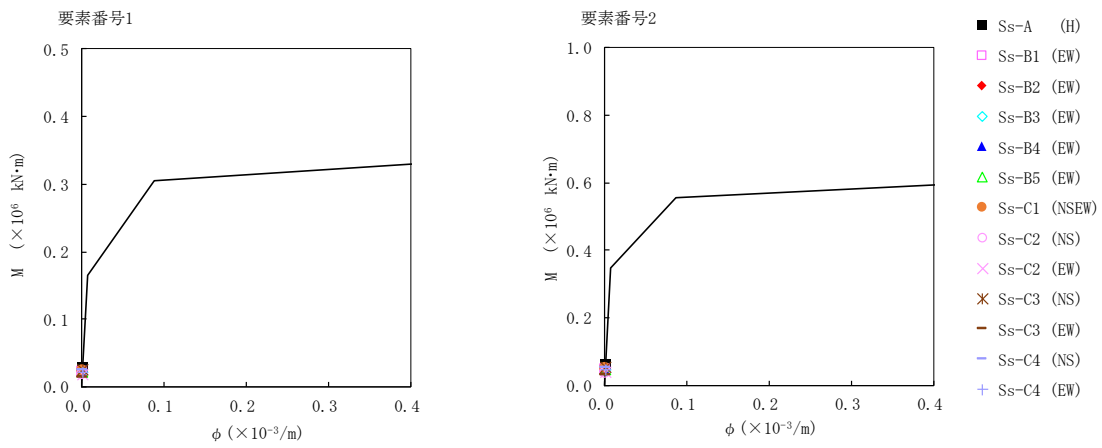 要素番号1
0.5
0.4
0.3
0.2
0.1
0.0
M (×10⁶ kN・m)
0.0 0.1 0.2 0.3 0.4
φ(×10⁻³/m)
要素番号2
1.0
0.8
0.6
0.4
0.2
0.0
M (×10⁶ kN・m)
0.0 0.1 0.2 0.3 0.4
φ(×10⁻³/m)
Ss-A (H)
Ss-B1 (EW)
Ss-B2 (EW)
Ss-B3 (EW)
Ss-B4 (EW)
Ss-B5 (EW)
Ss-C1 (NSEW)
Ss-C2 (NS)
Ss-C2 (EW)
Ss-C3 (NS)
Ss-C3 (EW)
Ss-C4 (NS)
Ss-C4 (EW)